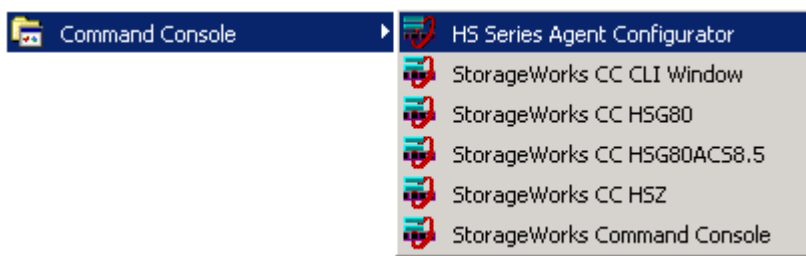 Command Console
HS Series Agent Configurator
StorageWorks CC CLI Window
StorageWorks CC HSG80
StorageWorks CC HSG80ACS8.5
StorageWorks CC HSZ
StorageWorks Command Console